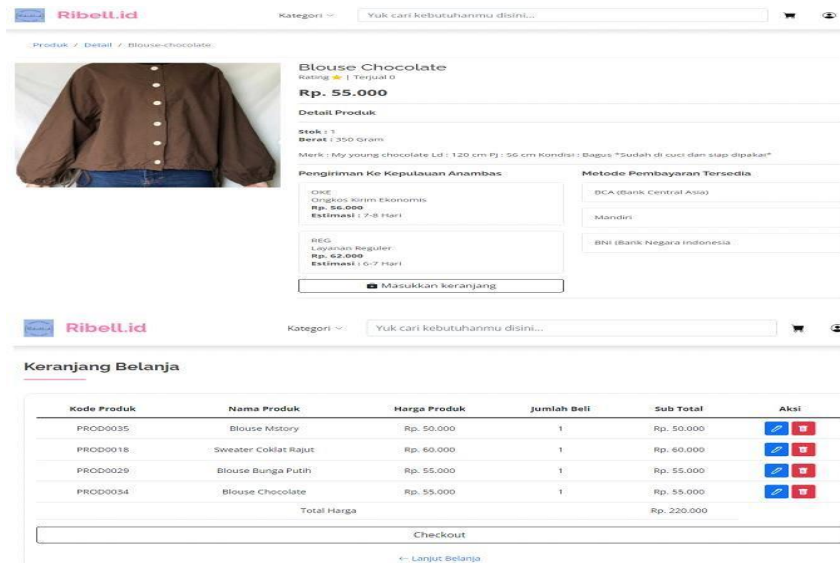 Ribell.id
Kategori
Yuk cari kebutuhanmu disini...
Produk / Detail / Blouse-chocolate
Blouse Chocolate
Rating ⭐ | Terjual 0
Rp. 55.000
Detail Produk
Stok : 1
Berat : 350 Gram
Merk : My young chocolate Ld : 120 cm Pj : 56 cm Kondisi : Bagus *Sudah di cuci dan siap dipakai*
Pengiriman Ke Kepulauan Anambas
OKE
Ongkos Kirim Ekonomis
Rp. 56.000
Estimasi : 7-8 Hari
REG
Layanan Reguler
Rp. 62.000
Estimasi : 6-7 Hari
Metode Pembayaran Tersedia
BCA (Bank Central Asia)
Mandiri
BNI (Bank Negara Indonesia
Masukkan keranjang
Ribell.id
Kategori
Yuk cari kebutuhanmu disini...
Keranjang Belanja
Kode Produk Nama Produk Harga Produk Jumlah Beli Sub Total Aksi
PROD0035 Blouse Mstory Rp. 50.000 1 Rp. 50.000
PROD0018 Sweater Coklat Rajut Rp. 60.000 1 Rp. 60.000
PROD0029 Blouse Bunga Putih Rp. 55.000 1 Rp. 55.000
PROD0034 Blouse Chocolate Rp. 55.000 1 Rp. 55.000
Total Harga Rp. 220.000
Checkout
← Lanjut Belanja